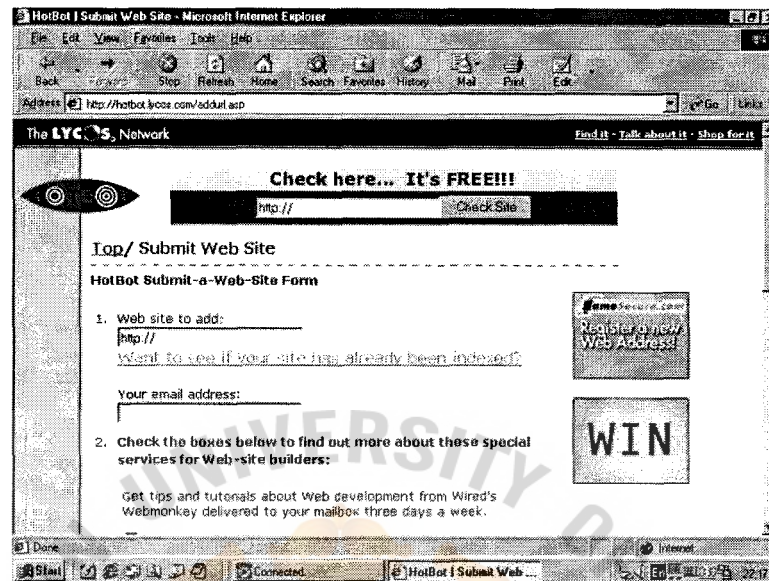 HotBot | Submit Web Site - Microsoft Internet Explorer
File Edit View Favorites Tools Help
Back Stop Refresh Home Search Favorites History Mail Print Edit
Address http://hotbot.lycos.com/addurl.asp Go Links
The LYCOS Network Find it - Talk about it - Shop for it
Check here... It's FREE!!!
http:// Check Site
Top/ Submit Web Site
HotBot Submit-a-Web-Site Form
1. Web site to add:
http://
Want to see if your site has already been indexed?
Your email address:
2. Check the boxes below to find out more about these special
services for Web-site builders:
Get tips and tutorials about Web development from Wired's
Webmonkey delivered to your mailbox three days a week.
Register a new
Web Address!
WIN
UNIVERSITY
Done Internet
Start Connected HotBot | Submit Web ... En 22:17